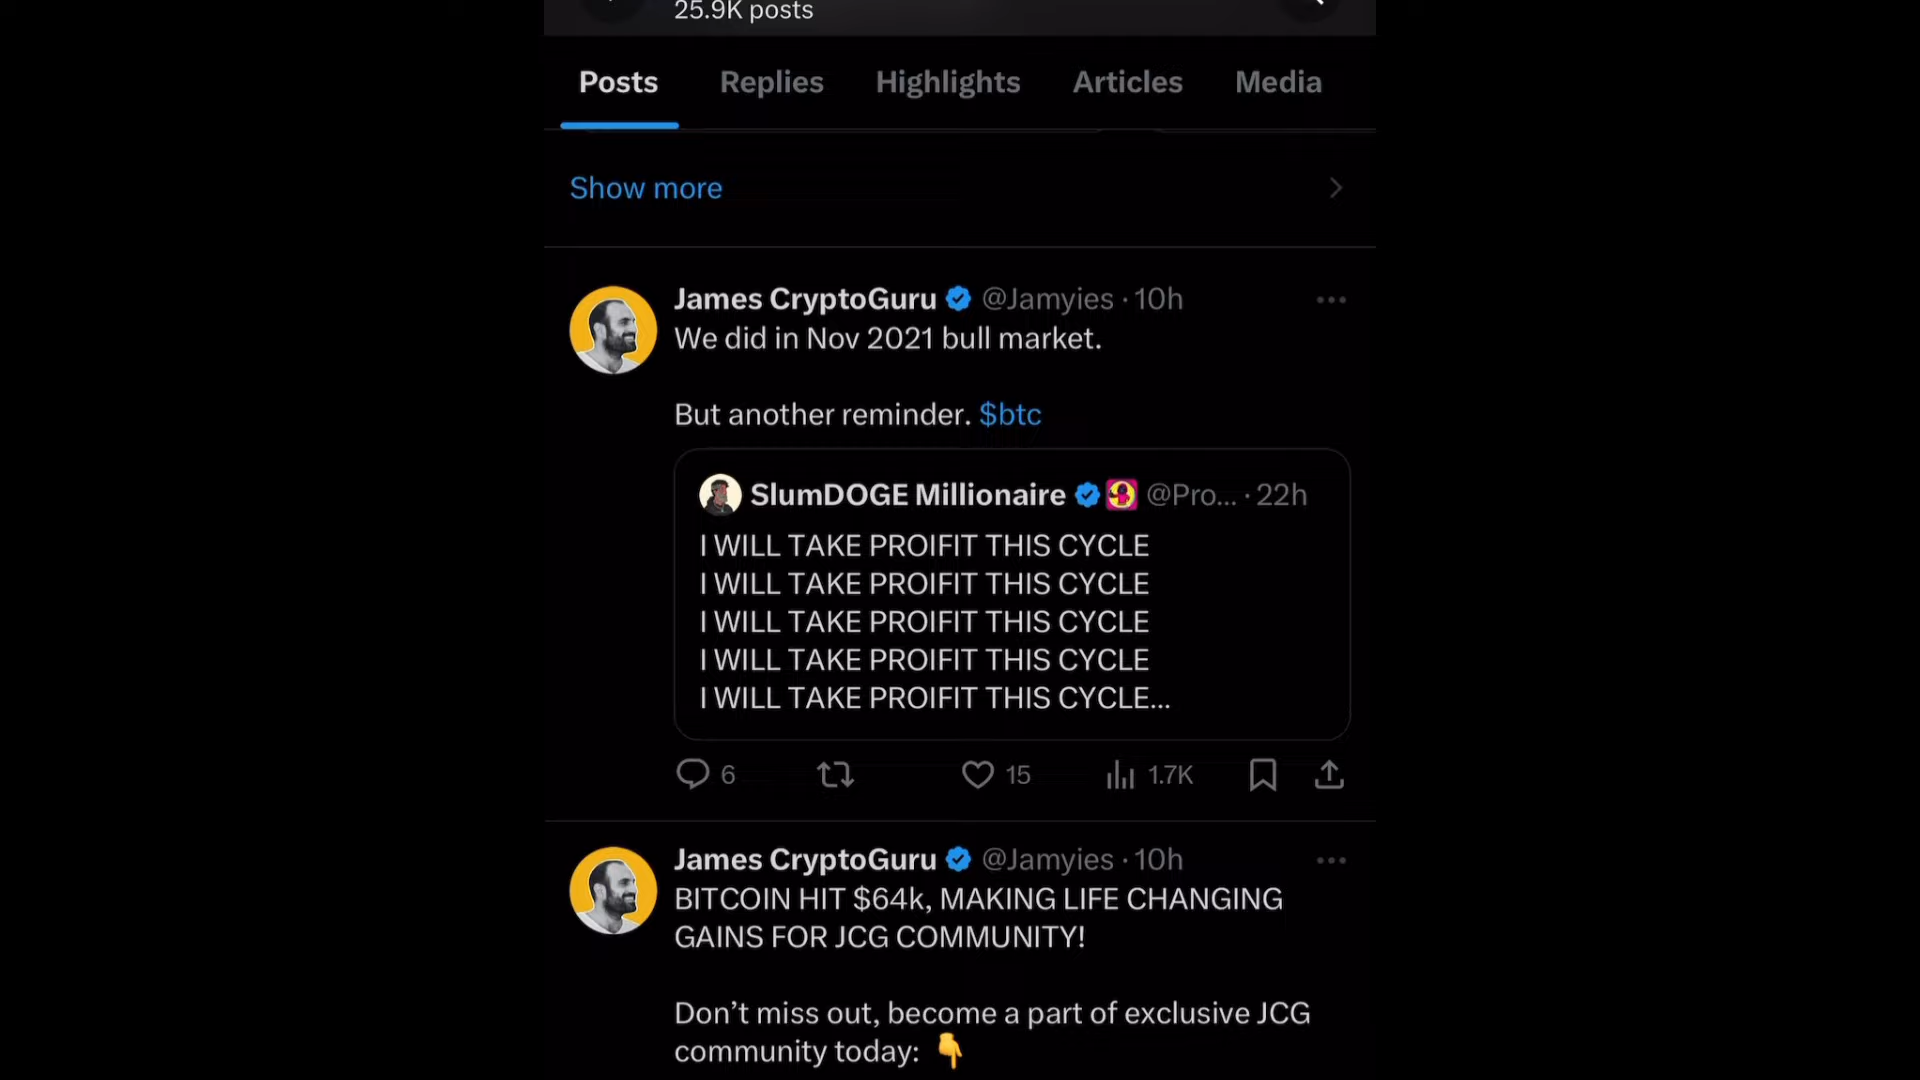 25.9K posts
Posts Replies Highlights Articles Media
Show more
James CryptoGuru @Jamyies · 10h
We did in Nov 2021 bull market.
But another reminder. $btc
SlumDOGE Millionaire @Pro... · 22h
I WILL TAKE PROIFIT THIS CYCLE
I WILL TAKE PROIFIT THIS CYCLE
I WILL TAKE PROIFIT THIS CYCLE
I WILL TAKE PROIFIT THIS CYCLE
I WILL TAKE PROIFIT THIS CYCLE...
6 15 1.7K
James CryptoGuru @Jamyies · 10h
BITCOIN HIT $64k, MAKING LIFE CHANGING
GAINS FOR JCG COMMUNITY!
Don’t miss out, become a part of exclusive JCG
community today: 👇